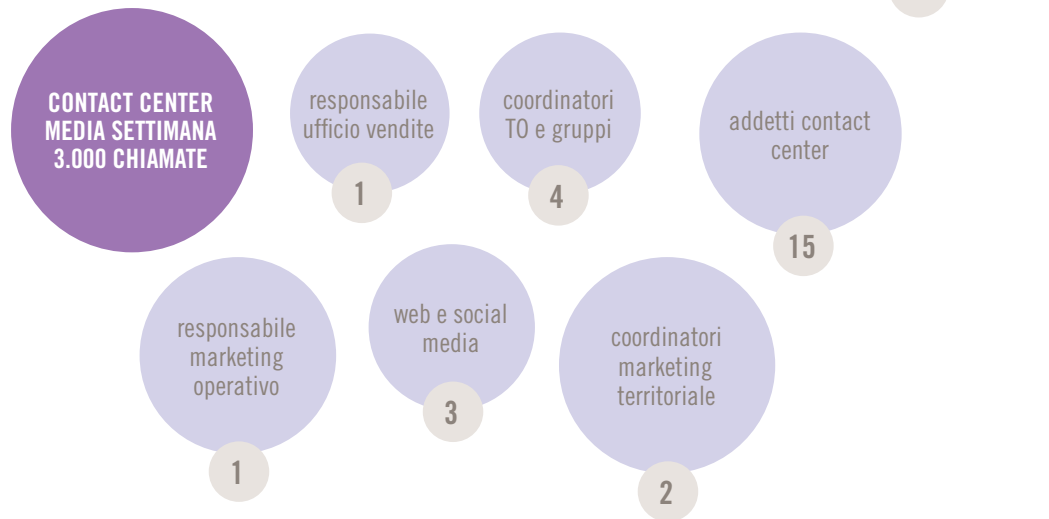 CONTACT CENTER
MEDIA SETTIMANA
3.000 CHIAMATE
responsabile
ufficio vendite
1
coordinatori
TO e gruppi
4
addetti contact
center
15
responsabile
marketing
operativo
1
web e social
media
3
coordinatori
marketing
territoriale
2